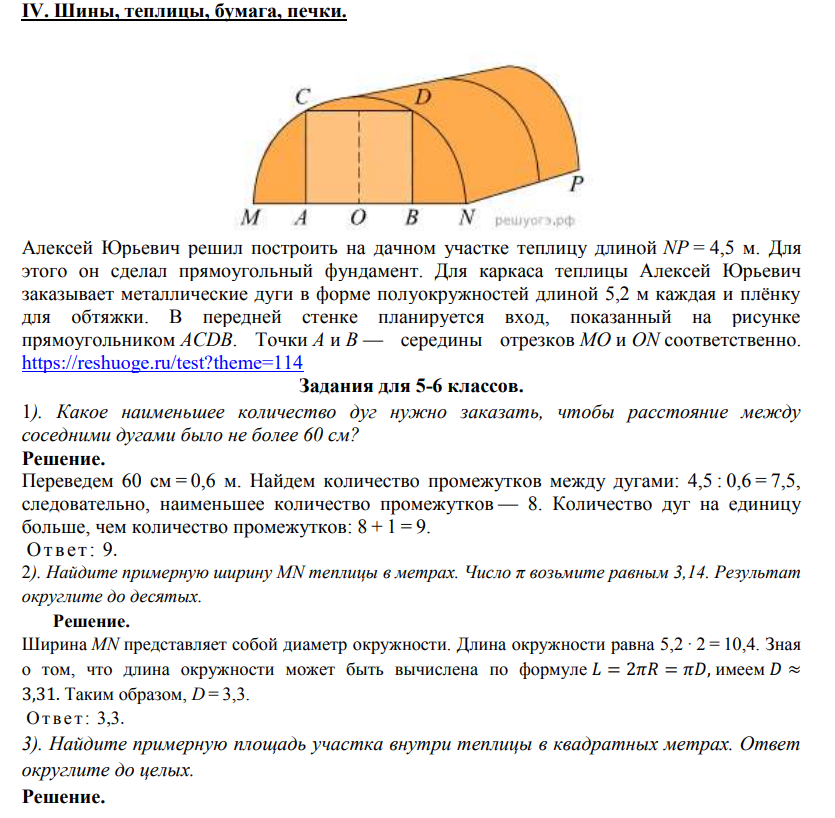 IV. Шины, теплицы, бумага, печки.
C
D
P
M
A
O
B
N
решуогэ.рф
Алексей Юрьевич решил построить на дачном участке теплицу длиной NP = 4,5 м. Для
этого он сделал прямоугольный фундамент. Для каркаса теплицы Алексей Юрьевич
заказывает металлические дуги в форме полуокружностей длиной 5,2 м каждая и плёнку
для обтяжки. В передней стенке планируется вход, показанный на рисунке
прямоугольником ACDB. Точки A и B — середины отрезков MO и ON соответственно.
https://reshuoge.ru/test?theme=114
Задания для 5-6 классов.
1). Какое наименьшее количество дуг нужно заказать, чтобы расстояние между
соседними дугами было не более 60 см?
Решение.
Переведем 60 см = 0,6 м. Найдем количество промежутков между дугами: 4,5 : 0,6 = 7,5,
следовательно, наименьшее количество промежутков — 8. Количество дуг на единицу
больше, чем количество промежутков: 8 + 1 = 9.
Ответ: 9.
2). Найдите примерную ширину MN теплицы в метрах. Число π возьмите равным 3,14. Результат
округлите до десятых.
Решение.
Ширина MN представляет собой диаметр окружности. Длина окружности равна 5,2 · 2 = 10,4. Зная
о том, что длина окружности может быть вычислена по формуле L = 2πR = πD, имеем D ≈
3,31. Таким образом, D = 3,3.
Ответ: 3,3.
3). Найдите примерную площадь участка внутри теплицы в квадратных метрах. Ответ
округлите до целых.
Решение.